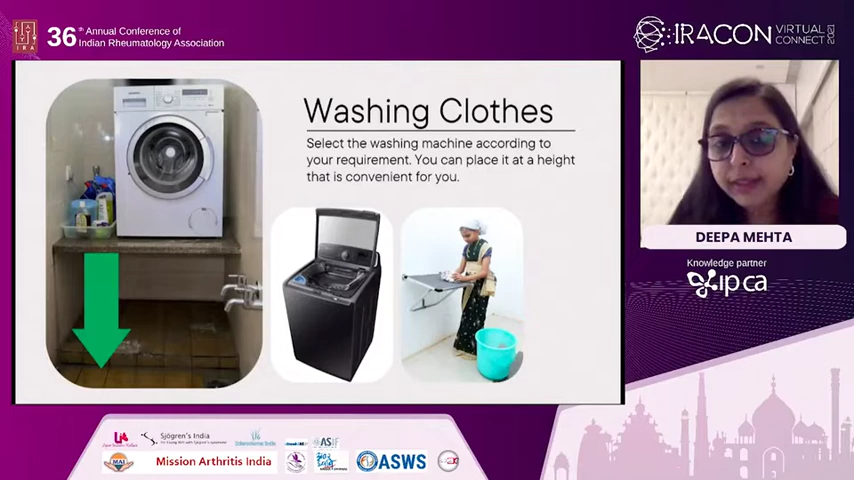 36th Annual Conference of
Indian Rheumatology Association
IRA
IRACON VIRTUAL
CONNECT 2021
Washing Clothes
Select the washing machine according to
your requirement. You can place it at a height
that is convenient for you.
DEEPA MEHTA
Knowledge partner
ipca
Sjögren's India
Mission Arthritis India
ASIF
MAI
ASWS